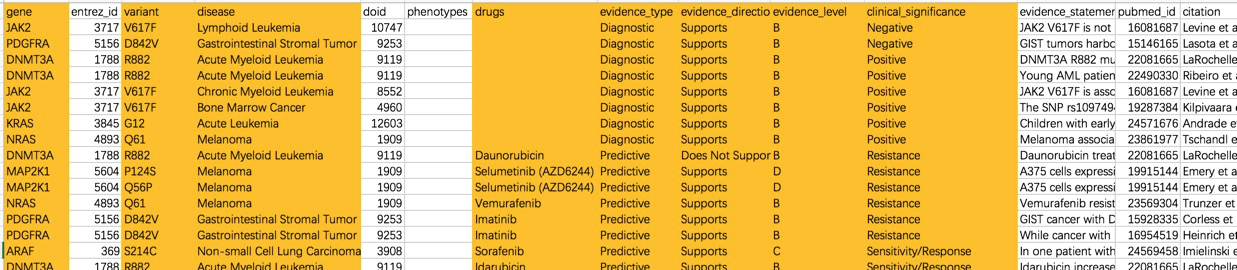 gene entrez_id variant disease doid phenotypes drugs evidence_type evidence_directio evidence_level clinical_significance evidence_statemer pubmed_id citation
JAK2 3717 V617F Lymphoid Leukemia 10747 Diagnostic Supports B Negative JAK2 V617F is not 16081687 Levine et a
PDGFRA 5156 D842V Gastrointestinal Stromal Tumor 9253 Diagnostic Supports B Negative GIST tumors harbc 15146165 Lasota et a
DNMT3A 1788 R882 Acute Myeloid Leukemia 9119 Diagnostic Supports B Positive DNMT3A R882 mu 22081665 LaRochelle
DNMT3A 1788 R882 Acute Myeloid Leukemia 9119 Diagnostic Supports B Positive Young AML patien 22490330 Ribeiro et a
JAK2 3717 V617F Chronic Myeloid Leukemia 8552 Diagnostic Supports B Positive JAK2 V617F is assc 16081687 Levine et a
JAK2 3717 V617F Bone Marrow Cancer 4960 Diagnostic Supports B Positive The SNP rs109749- 19287384 Kilpivaara e
KRAS 3845 G12 Acute Leukemia 12603 Diagnostic Supports B Positive Children with early 24571676 Andrade e
NRAS 4893 Q61 Melanoma 1909 Diagnostic Supports B Positive Melanoma associa 23861977 Tschandl e
DNMT3A 1788 R882 Acute Myeloid Leukemia 9119 Daunorubicin Predictive Does Not Suppor B Resistance Daunorubicin treat 22081665 LaRochelle
MAP2K1 5604 P124S Melanoma 1909 Selumetinib (AZD6244) Predictive Supports D Resistance A375 cells expressi 19915144 Emery et a
MAP2K1 5604 Q56P Melanoma 1909 Selumetinib (AZD6244) Predictive Supports D Resistance A375 cells expressi 19915144 Emery et a
NRAS 4893 Q61 Melanoma 1909 Vemurafenib Predictive Supports B Resistance Vemurafenib resist 23569304 Trunzer et
PDGFRA 5156 D842V Gastrointestinal Stromal Tumor 9253 Imatinib Predictive Supports B Resistance GIST cancer with D 15928335 Corless et
PDGFRA 5156 D842V Gastrointestinal Stromal Tumor 9253 Imatinib Predictive Supports B Resistance While cancer with 16954519 Heinrich et
ARAF 369 S214C Non-small Cell Lung Carcinoma 3908 Sorafenib Predictive Supports C Sensitivity/Response In one patient with 24569458 Imielinski e
DNMT3A 1788 R882 Acute Myeloid Leukemia 9119 Idarubicin Predictive Supports B Sensitivity/Response Idarubicin increase 22081665 LaRochelle